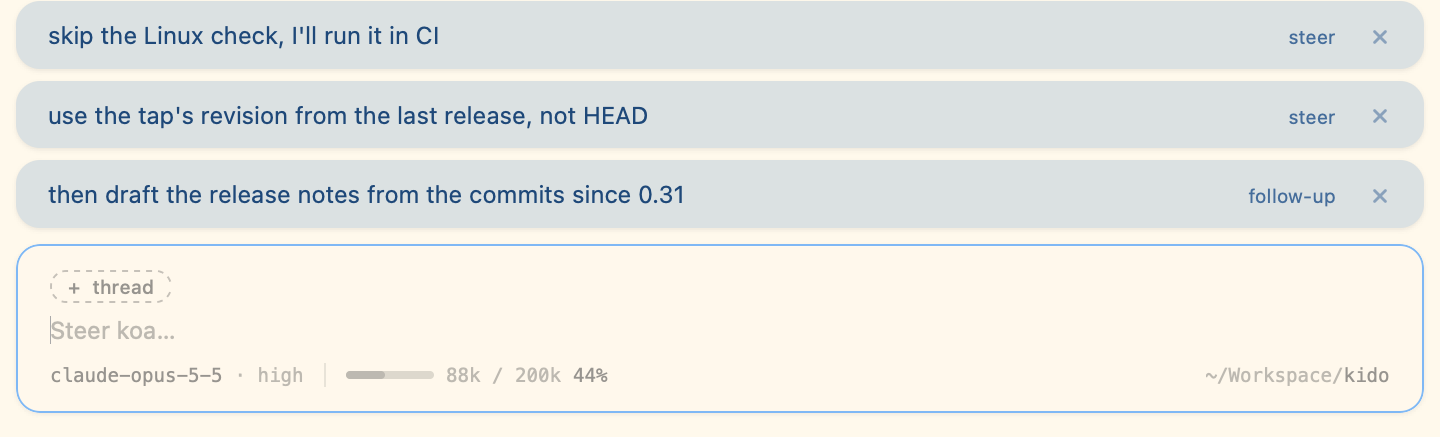 skip the Linux check, I'll run it in CI steer ×
use the tap's revision from the last release, not HEAD steer ×
then draft the release notes from the commits since 0.31 follow-up ×
+ thread
Steer koa...
claude-opus-5-5 · high 88k / 200k 44% ~/Workspace/kido